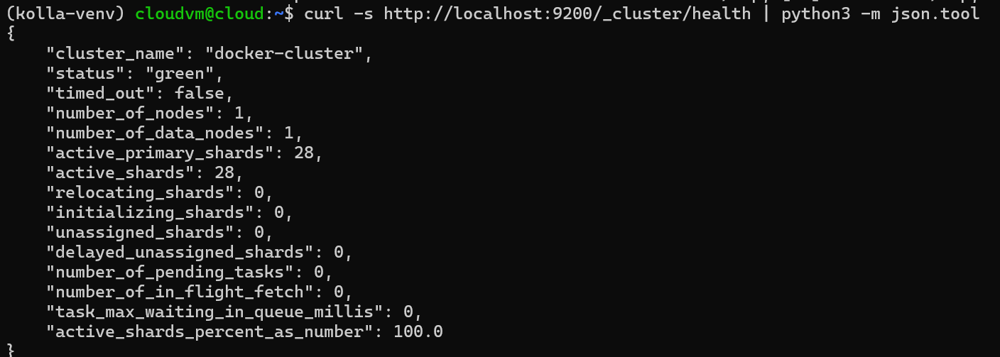 (kolla-venv) cloudvm@cloud:~$ curl -s http://localhost:9200/_cluster/health | python3 -m json.tool
{
    "cluster_name": "docker-cluster",
    "status": "green",
    "timed_out": false,
    "number_of_nodes": 1,
    "number_of_data_nodes": 1,
    "active_primary_shards": 28,
    "active_shards": 28,
    "relocating_shards": 0,
    "initializing_shards": 0,
    "unassigned_shards": 0,
    "delayed_unassigned_shards": 0,
    "number_of_pending_tasks": 0,
    "number_of_in_flight_fetch": 0,
    "task_max_waiting_in_queue_millis": 0,
    "active_shards_percent_as_number": 100.0
}